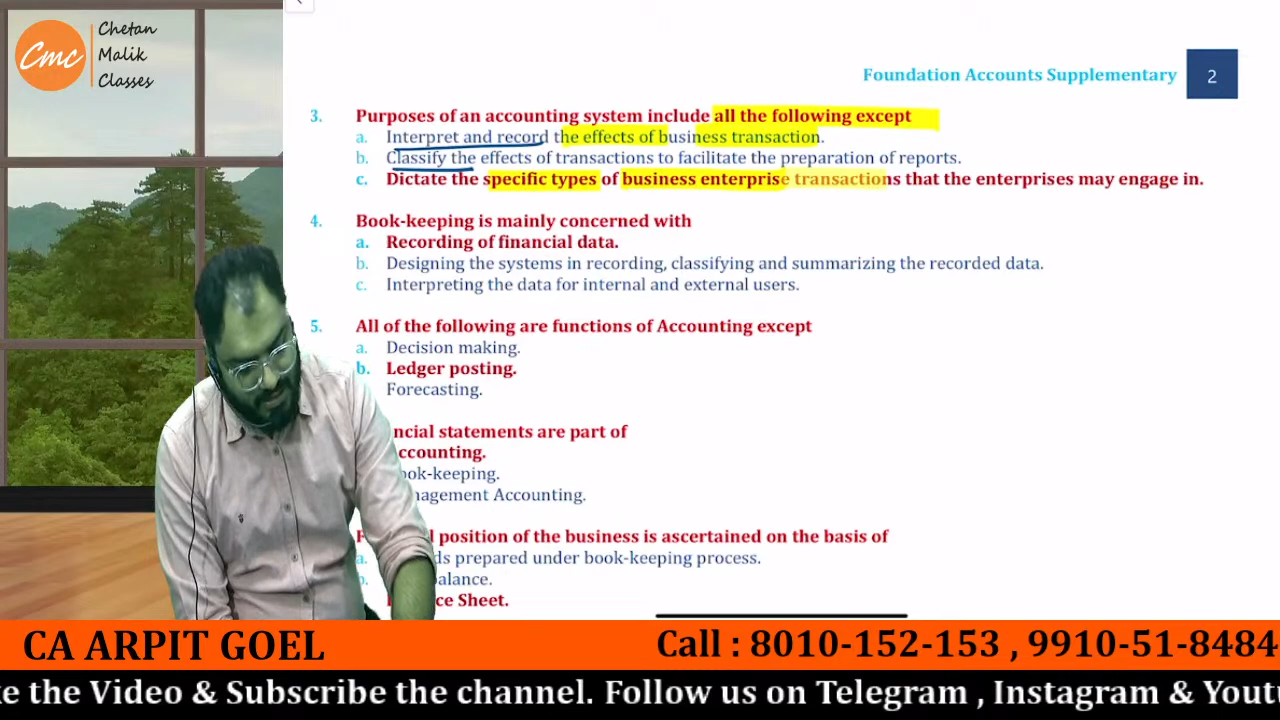 Cmc
Chetan
Malik
Classes
Foundation Accounts Supplementary 2
3. Purposes of an accounting system include all the following except
a. Interpret and record the effects of business transaction.
b. Classify the effects of transactions to facilitate the preparation of reports.
c. Dictate the specific types of business enterprise transactions that the enterprises may engage in.
4. Book-keeping is mainly concerned with
a. Recording of financial data.
b. Designing the systems in recording, classifying and summarizing the recorded data.
c. Interpreting the data for internal and external users.
5. All of the following are functions of Accounting except
a. Decision making.
b. Ledger posting.
Forecasting.
ncial statements are part of
ccounting.
ook-keeping.
nagement Accounting.
position of the business is ascertained on the basis of
a. ds prepared under book-keeping process.
b. alance.
ce Sheet.
CA ARPIT GOEL
Call : 8010-152-153 , 9910-51-8484
ke the Video & Subscribe the channel. Follow us on Telegram , Instagram & Yout